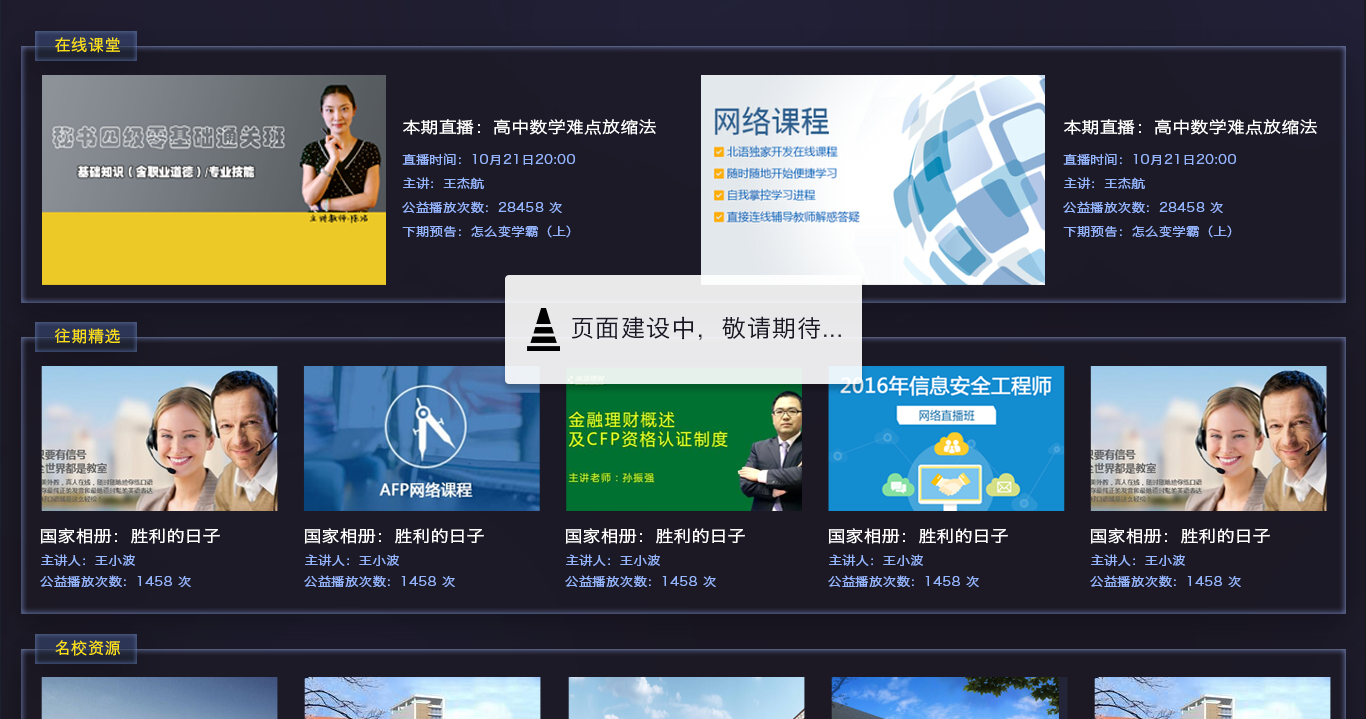 在线课堂
秘书四级零基础通关班
基础知识（含职业道德）/专业技能
主讲教师:陈洁
本期直播：高中数学难点放缩法
直播时间：10月21日20:00
主讲：王杰航
公益播放次数：28458 次
下期预告：怎么变学霸（上）
网络课程
北语独家开发在线课程
随时随地开始便捷学习
自我掌控学习进程
直接连线辅导教师解惑答疑
本期直播：高中数学难点放缩法
直播时间：10月21日20:00
主讲：王杰航
公益播放次数：28458 次
下期预告：怎么变学霸（上）
页面建设中，敬请期待...
往期精选
只要有信号
全世界都是教室
国家相册：胜利的日子
主讲人：王小波
公益播放次数：1458 次
AFP网络课程
国家相册：胜利的日子
主讲人：王小波
公益播放次数：1458 次
金融理财概述
及CFP资格认证制度
主讲老师：孙振强
国家相册：胜利的日子
主讲人：王小波
公益播放次数：1458 次
2016年信息安全工程师
网络直播班
国家相册：胜利的日子
主讲人：王小波
公益播放次数：1458 次
只要有信号
全世界都是教室
国家相册：胜利的日子
主讲人：王小波
公益播放次数：1458 次
名校资源